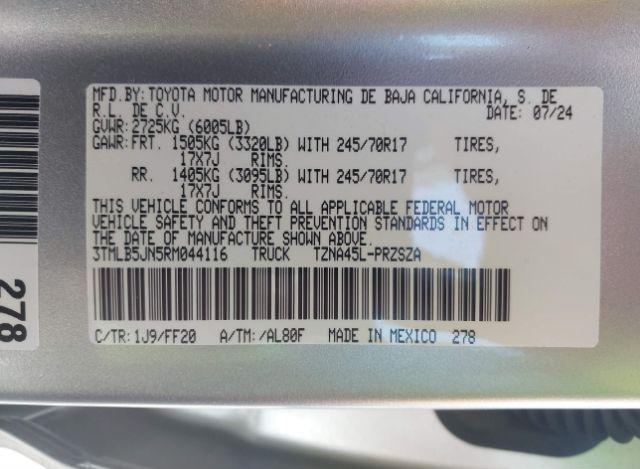 MFD.BY: TOYOTA MOTOR MANUFACTURING DE BAJA CALIFORNIA, S. DE
R.L. DE C.V. DATE: 07/24
GVWR: 2725KG (6005LB)
GAWR: FRT. 1505KG (3320LB) WITH 245/70R17 TIRES,
17X7J RIMS.
RR. 1405KG (3095LB) WITH 245/70R17 TIRES,
17X7J RIMS.
THIS VEHICLE CONFORMS TO ALL APPLICABLE FEDERAL MOTOR
VEHICLE SAFETY AND THEFT PREVENTION STANDARDS IN EFFECT ON
THE DATE OF MANUFACTURE SHOWN ABOVE.
3TMLB5JN5RM044116 TRUCK TZNA45L-PRZSZA
C/TR: 1J9/FF20 A/TM: /AL80F MADE IN MEXICO 278
278